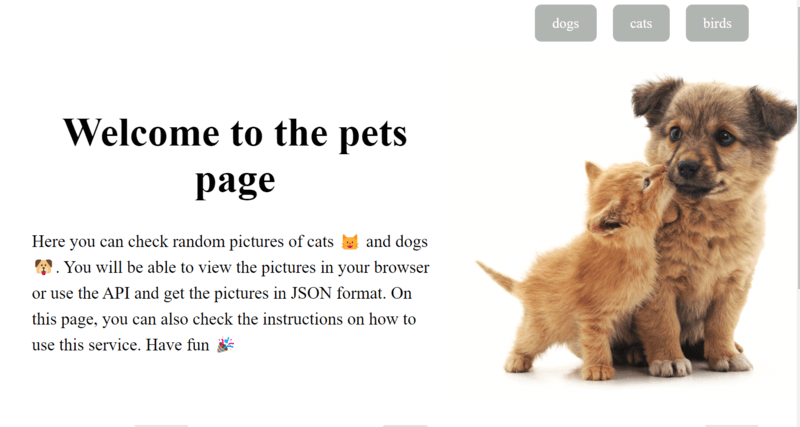 dogs cats birds
Welcome to the pets
page
Here you can check random pictures of cats 🐱 and dogs
🐶. You will be able to view the pictures in your browser
or use the API and get the pictures in JSON format. On
this page, you can also check the instructions on how to
use this service. Have fun 🎉